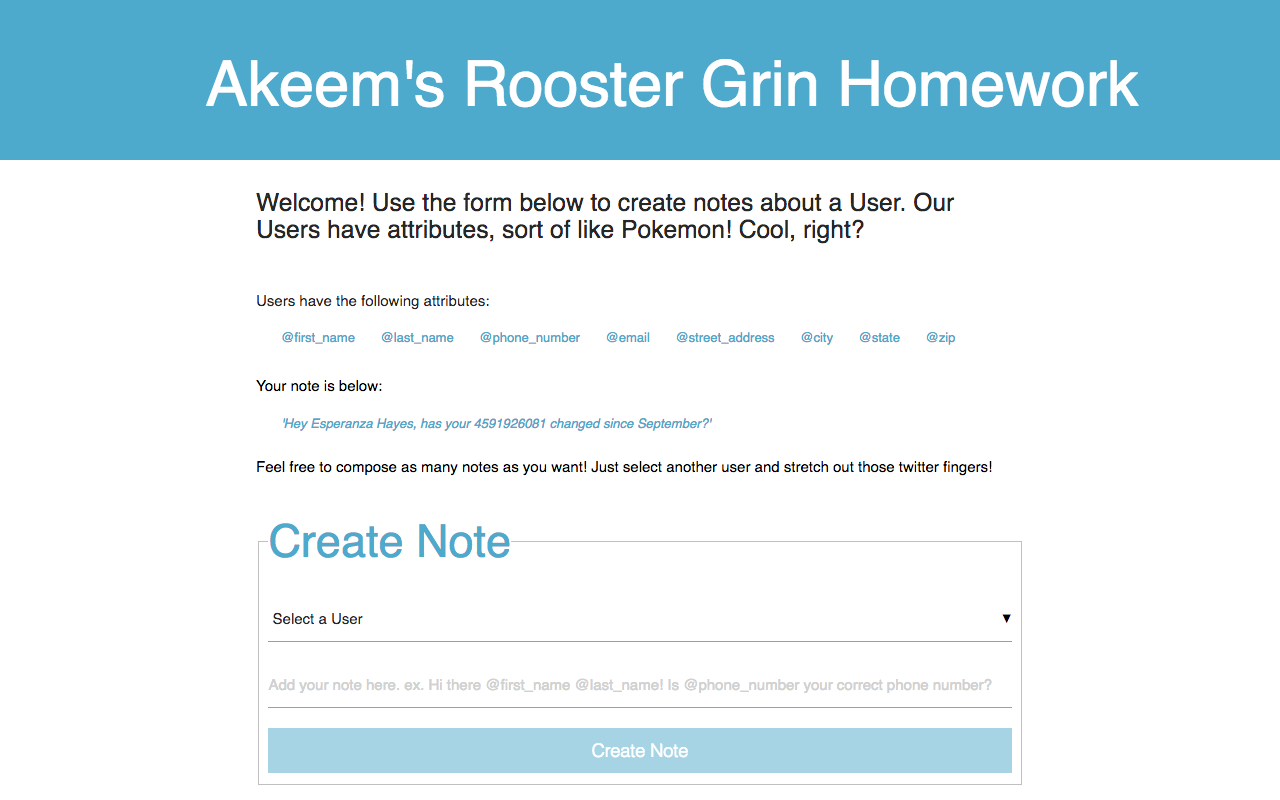 Akeem's Rooster Grin Homework
Welcome! Use the form below to create notes about a User. Our
Users have attributes, sort of like Pokemon! Cool, right?
Users have the following attributes:
@first_name @last_name @phone_number @email @street_address @city @state @zip
Your note is below:
'Hey Esperanza Hayes, has your 4591926081 changed since September?'
Feel free to compose as many notes as you want! Just select another user and stretch out those twitter fingers!
Create Note
Select a User ▼
Add your note here. ex. Hi there @first_name @last_name! Is @phone_number your correct phone number?
Create Note